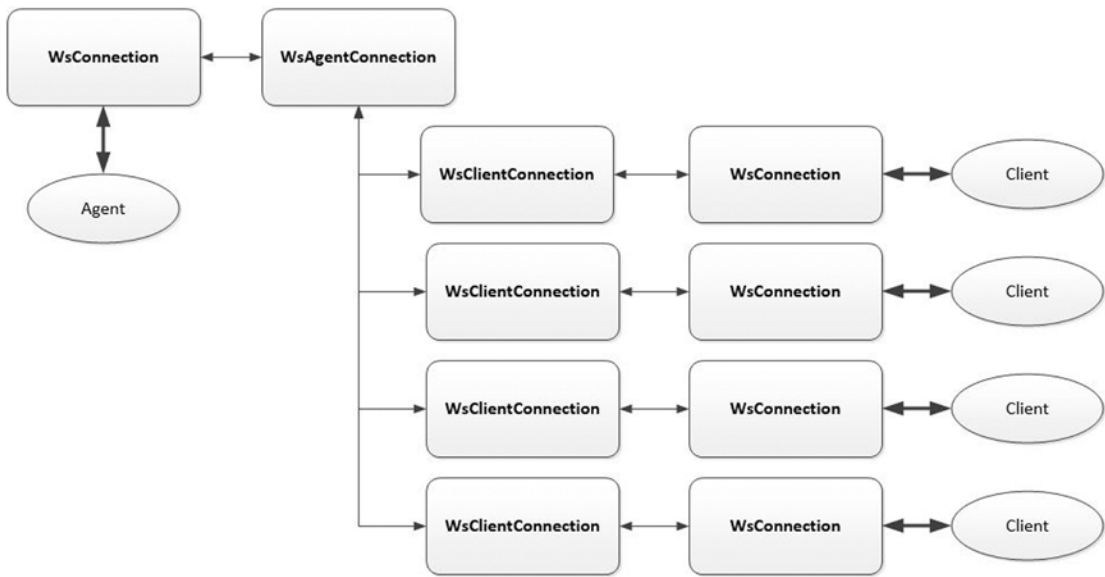 WsConnection
WsAgentConnection
Agent
WsClientConnection
WsConnection
Client
WsClientConnection
WsConnection
Client
WsClientConnection
WsConnection
Client
WsClientConnection
WsConnection
Client